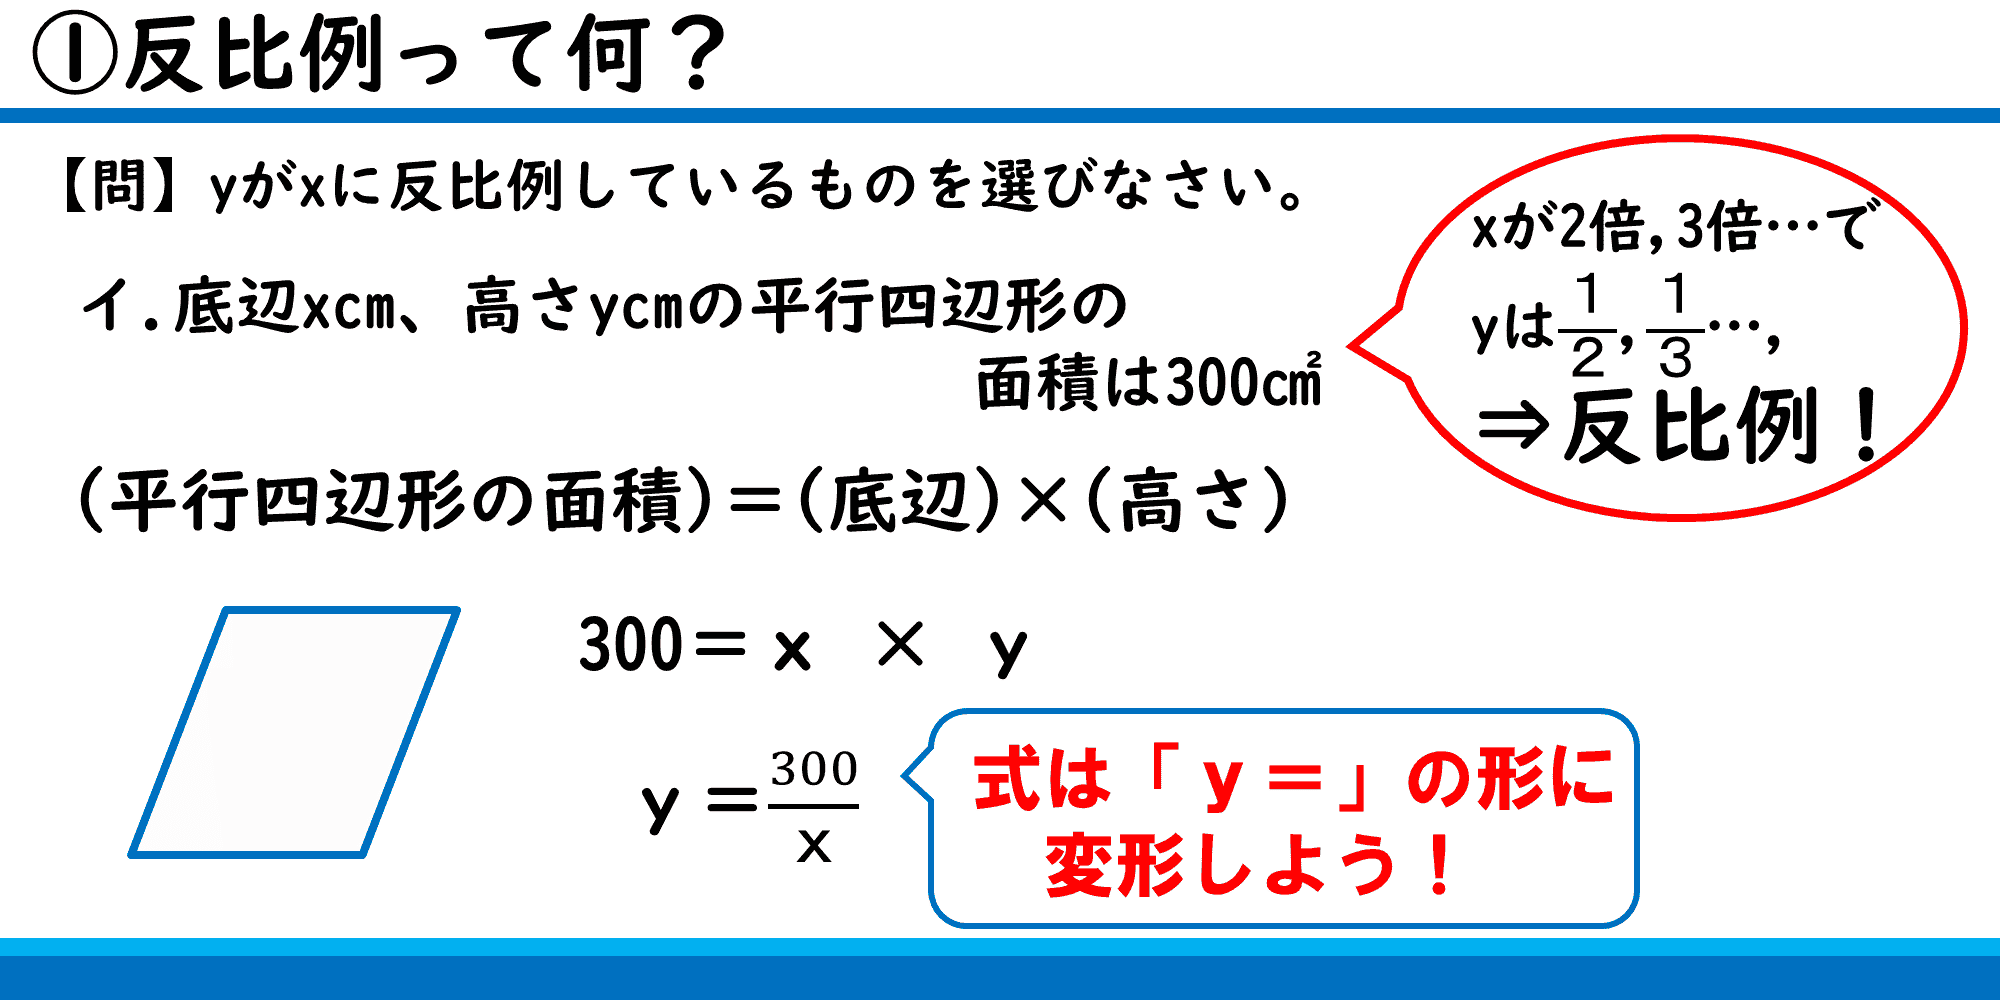 ①反比例って何？
【問】yがxに反比例しているものを選びなさい。
イ.底辺xcm、高さycmの平行四辺形の
面積は300㎠
xが2倍,3倍…で
yは1/2,1/3…,
⇒反比例！
(平行四辺形の面積)＝(底辺)×(高さ)
300＝ x × y
y ＝300/x
式は「ｙ＝」の形に
変形しよう！